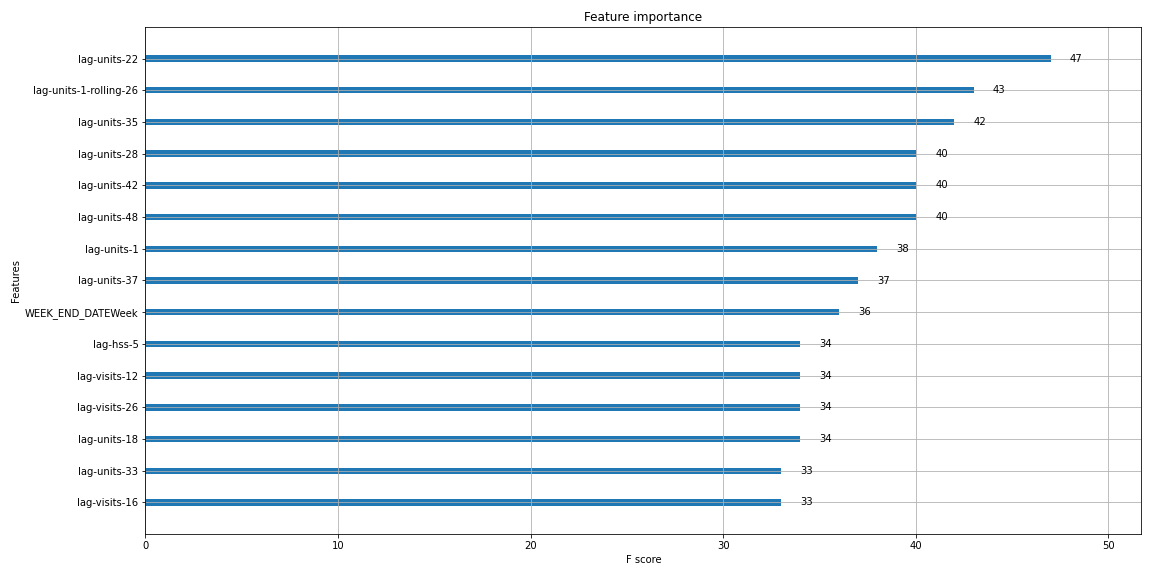 Feature importance
Features
lag-units-22 47
lag-units-1-rolling-26 43
lag-units-35 42
lag-units-28 40
lag-units-42 40
lag-units-48 40
lag-units-1 38
lag-units-37 37
WEEK_END_DATEWeek 36
lag-hss-5 34
lag-visits-12 34
lag-visits-26 34
lag-units-18 34
lag-units-33 33
lag-visits-16 33
0 10 20 30 40 50
F score